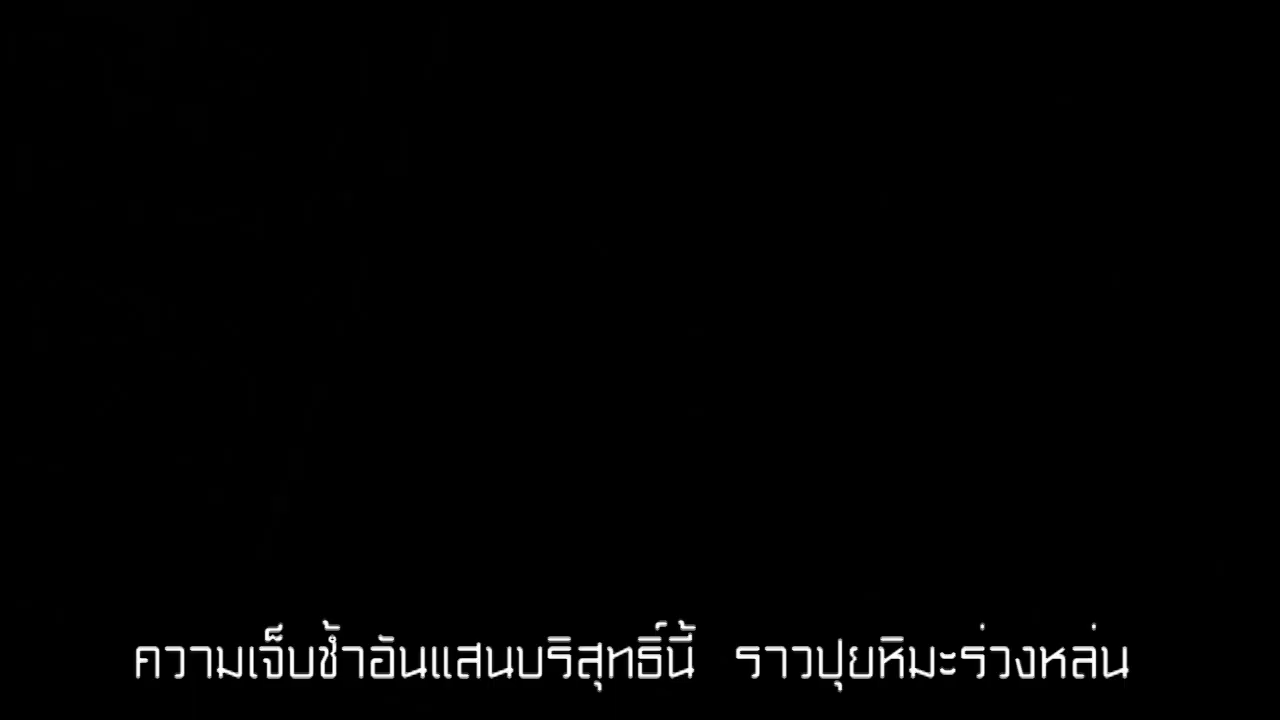 ความเจ็บช้ำอันแสนบริสุทธิ์นี้ ราวปุยหิมะร่วงหล่น